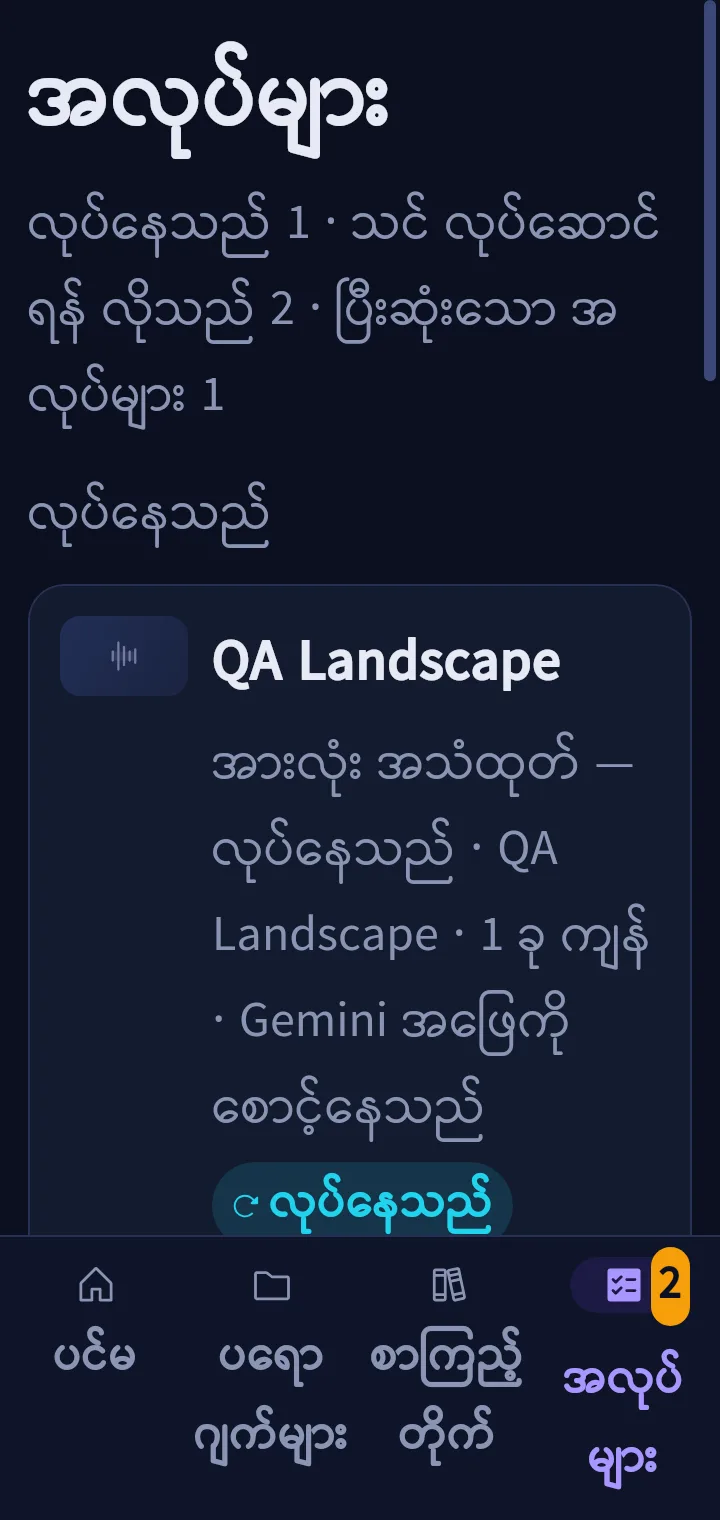 အလုပ်များ
လုပ်နေသည် 1 · သင် လုပ်ဆောင်
ရန် လိုသည် 2 · ပြီးဆုံးသော အ
လုပ်များ 1
လုပ်နေသည်
QA Landscape
အားလုံး အသံထုတ် —
လုပ်နေသည် · QA
Landscape · 1 ခု ကျန်
· Gemini အဖြေကို
စောင့်နေသည်
လုပ်နေသည်
2
ပင်မ
ပရော
ဂျက်များ
စာကြည့်
တိုက်
အလုပ်
များ